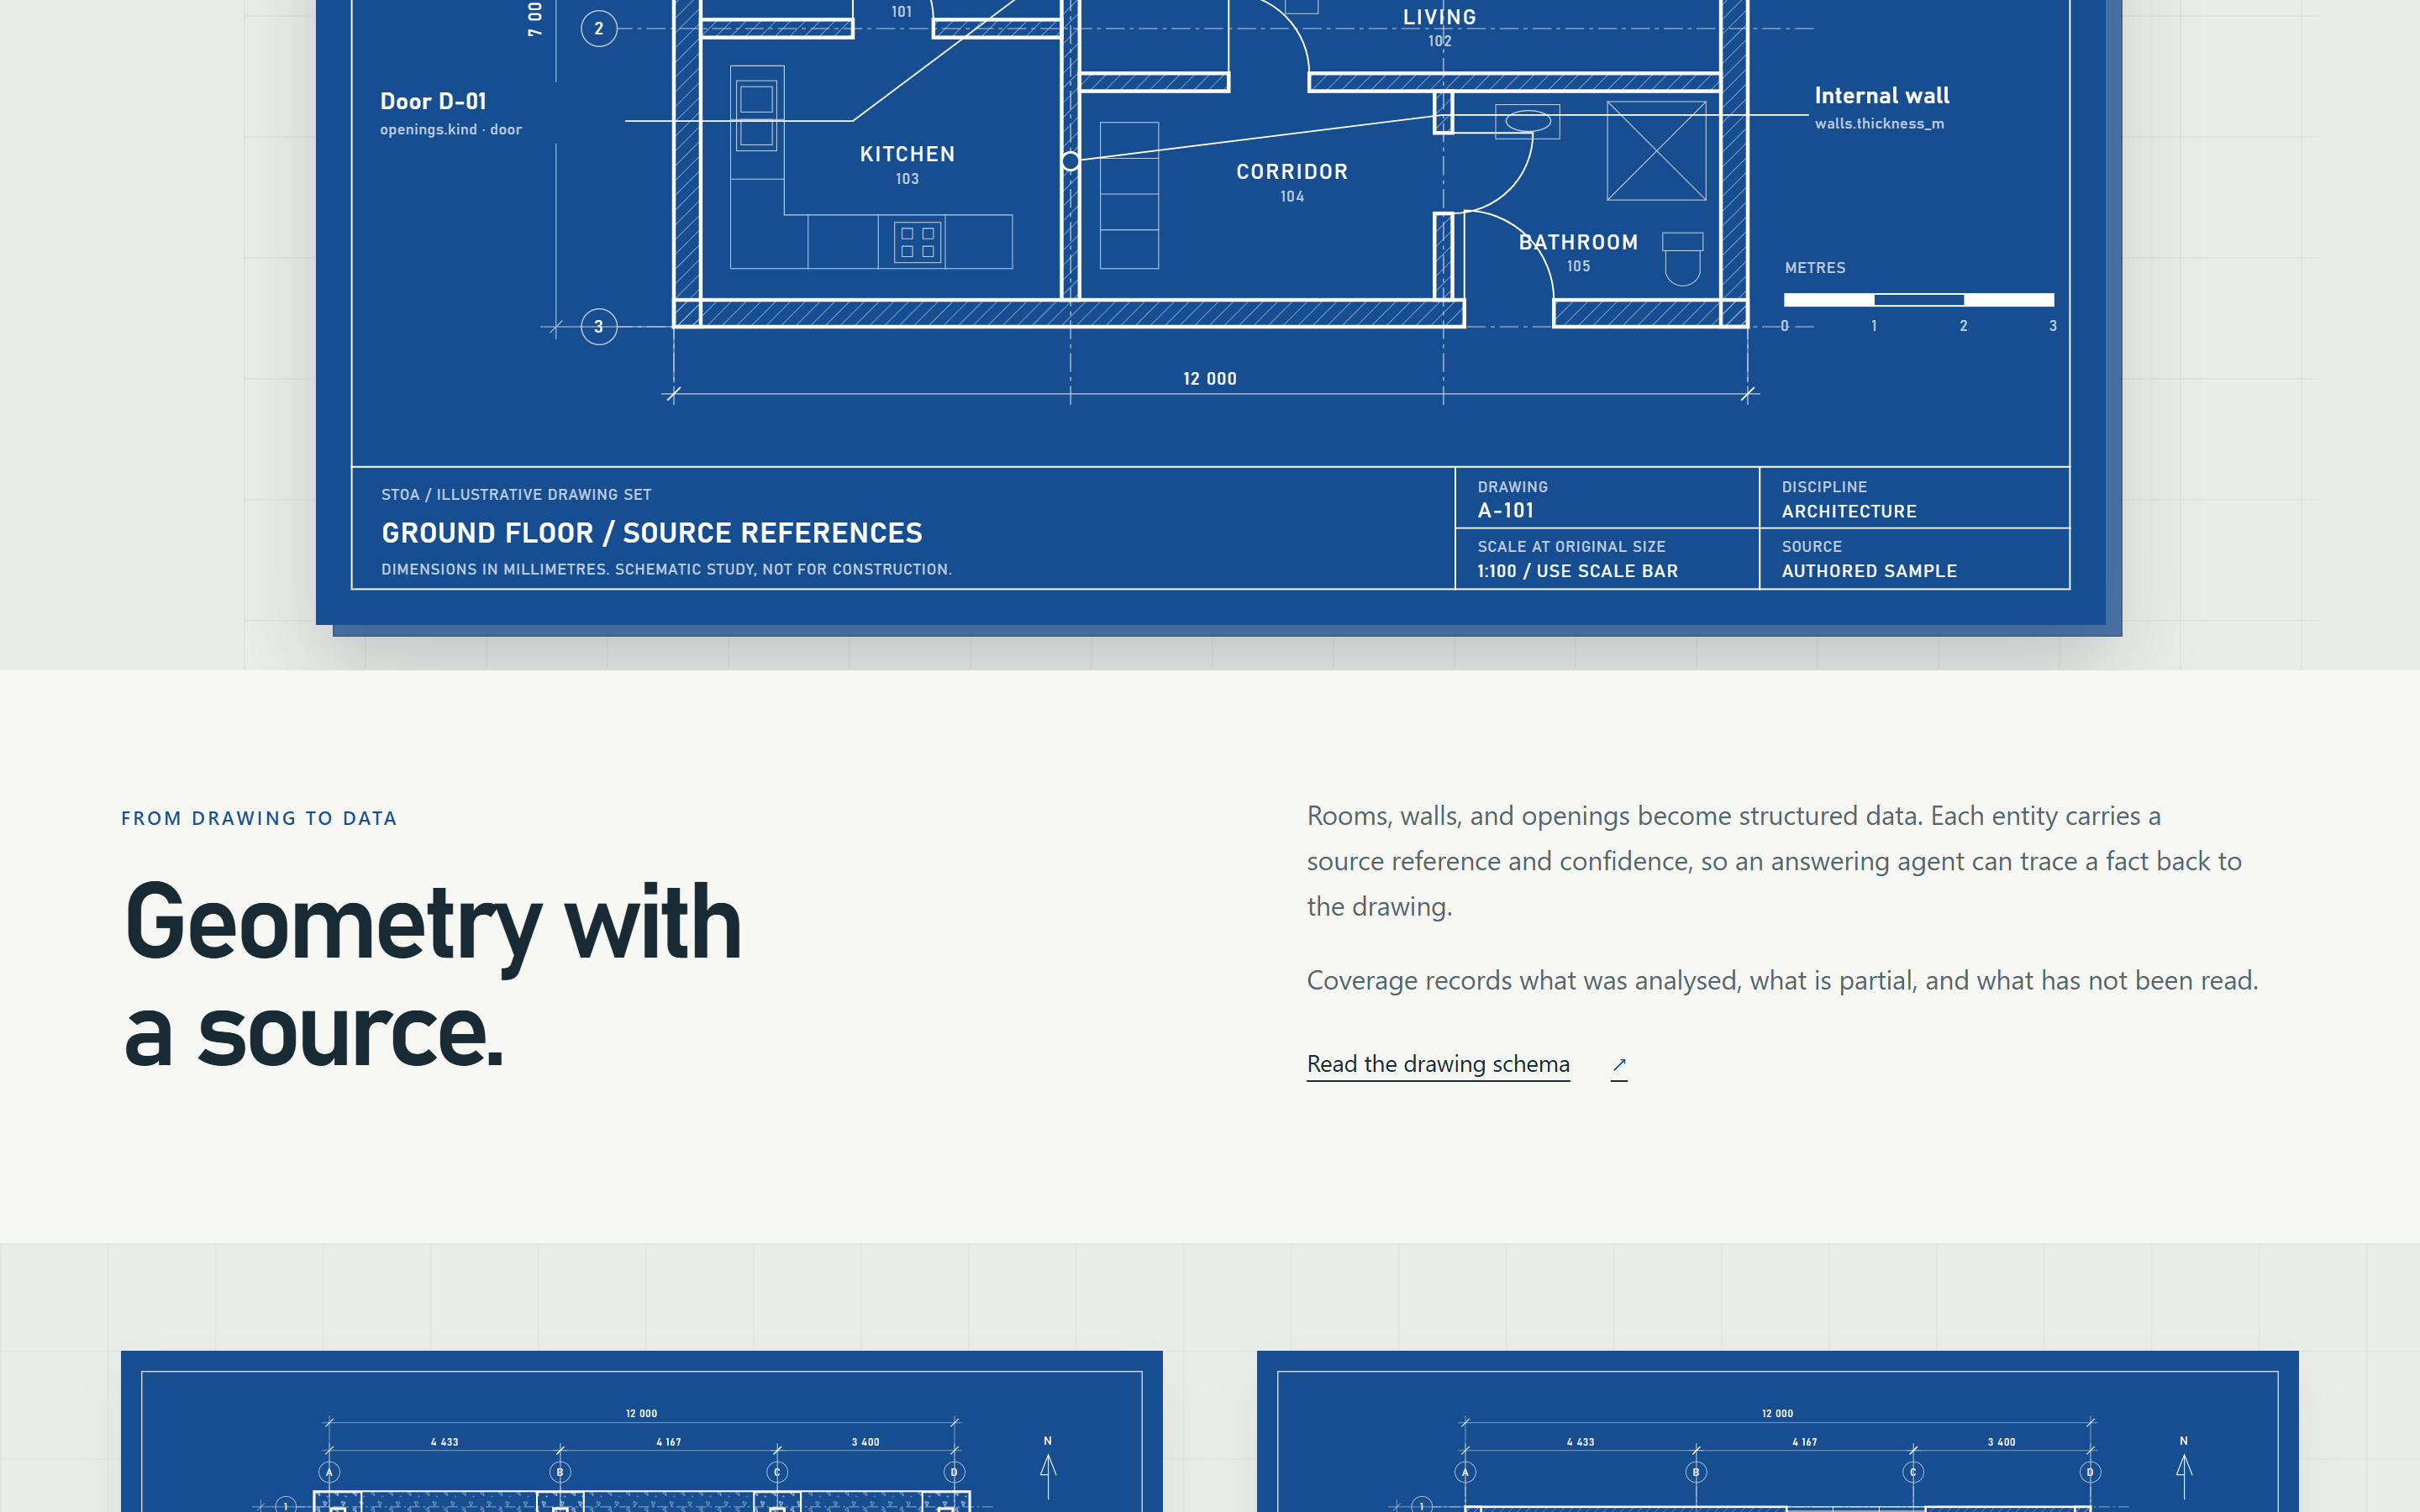 101
LIVING
102
2
7 00
Door D-01
openings.kind · door
Internal wall
walls.thickness_m
KITCHEN
103
CORRIDOR
104
BATHROOM
105
METRES
0 1 2 3
3
12 000
STOA / ILLUSTRATIVE DRAWING SET
GROUND FLOOR / SOURCE REFERENCES
DIMENSIONS IN MILLIMETRES. SCHEMATIC STUDY, NOT FOR CONSTRUCTION.
DRAWING
A-101
DISCIPLINE
ARCHITECTURE
SCALE AT ORIGINAL SIZE
1:100 / USE SCALE BAR
SOURCE
AUTHORED SAMPLE
FROM DRAWING TO DATA
Geometry with
a source.
Rooms, walls, and openings become structured data. Each entity carries a
source reference and confidence, so an answering agent can trace a fact back to
the drawing.
Coverage records what was analysed, what is partial, and what has not been read.
Read the drawing schema ↗
12 000
4 433 4 167 3 400
N
A B C D
1
12 000
4 433 4 167 3 400
N
A B C D
1